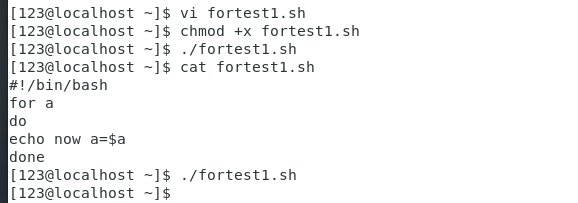 [123@localhost ~]$ vi fortest1.sh
[123@localhost ~]$ chmod +x fortest1.sh
[123@localhost ~]$ ./fortest1.sh
[123@localhost ~]$ cat fortest1.sh
#!/bin/bash
for a
do
echo now a=$a
done
[123@localhost ~]$ ./fortest1.sh
[123@localhost ~]$